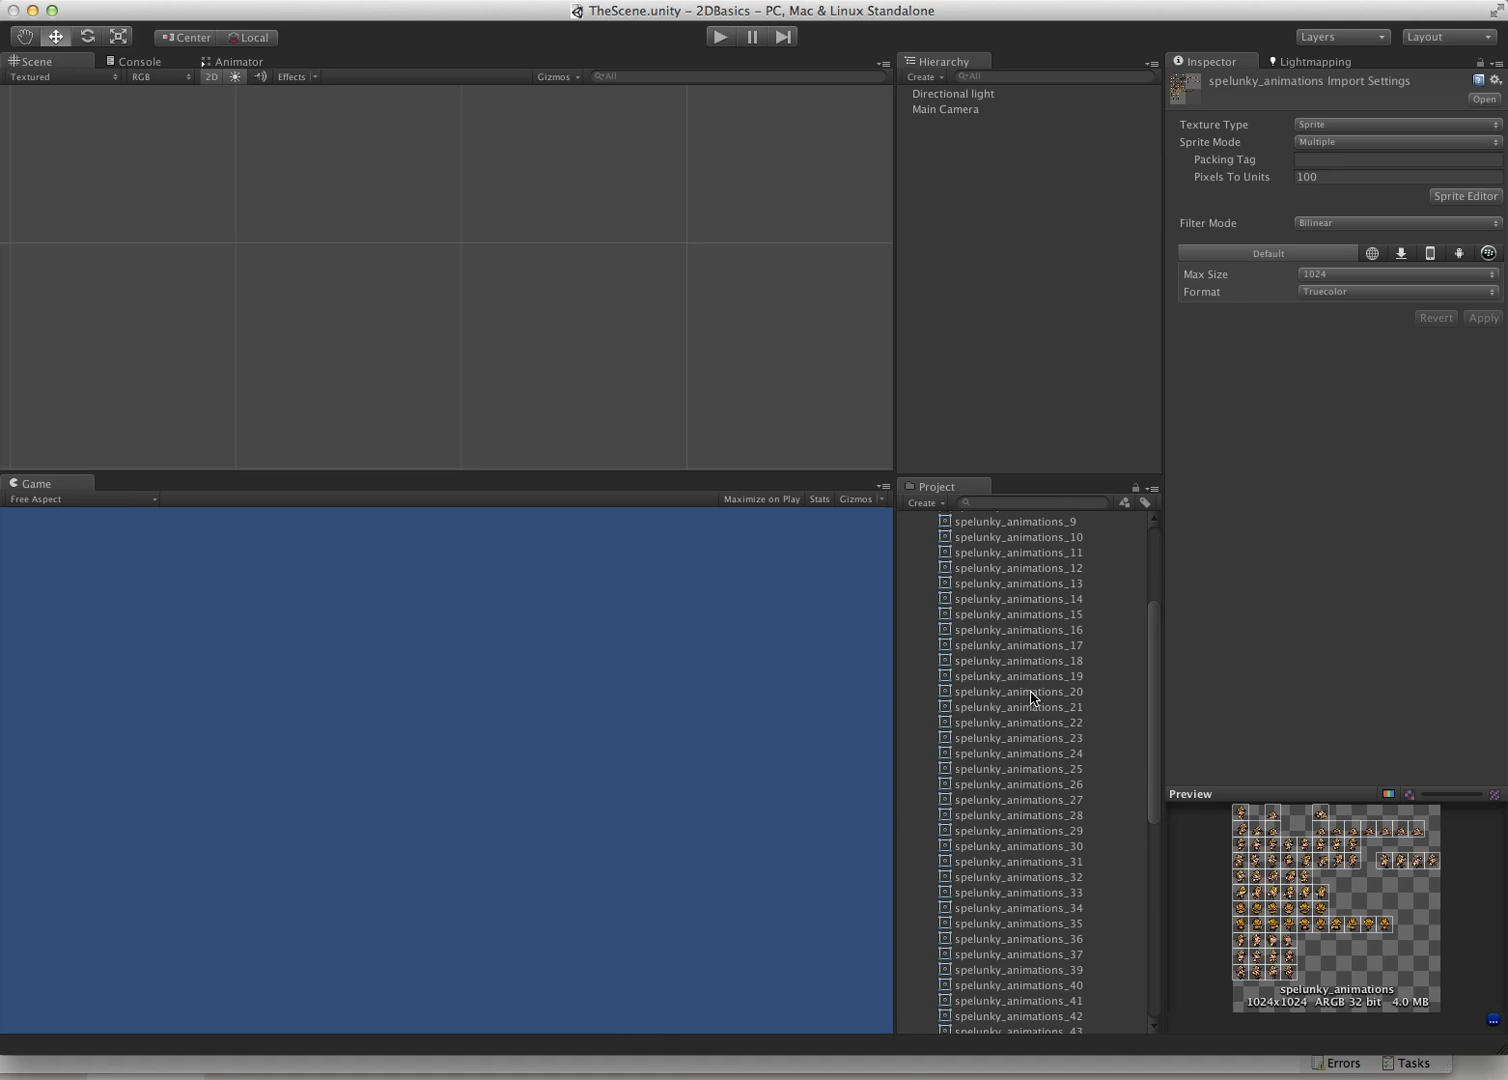 TheScene.unity – 2DBasics – PC, Mac & Linux Standalone
Center Local
Layers Layout
Scene Console Animator
Textured RGB 2D Effects Gizmos All
Hierarchy
Create All
Directional light
Main Camera
Inspector Lightmapping
spelunky_animations Import Settings
Open
Texture Type Sprite
Sprite Mode Multiple
Packing Tag
Pixels To Units 100
Sprite Editor
Filter Mode Bilinear
Default
Max Size 1024
Format Truecolor
Revert Apply
Game
Free Aspect Maximize on Play Stats Gizmos
Project
Create
spelunky_animations_9
spelunky_animations_10
spelunky_animations_11
spelunky_animations_12
spelunky_animations_13
spelunky_animations_14
spelunky_animations_15
spelunky_animations_16
spelunky_animations_17
spelunky_animations_18
spelunky_animations_19
spelunky_animations_20
spelunky_animations_21
spelunky_animations_22
spelunky_animations_23
spelunky_animations_24
spelunky_animations_25
spelunky_animations_26
spelunky_animations_27
spelunky_animations_28
spelunky_animations_29
spelunky_animations_30
spelunky_animations_31
spelunky_animations_32
spelunky_animations_33
spelunky_animations_34
spelunky_animations_35
spelunky_animations_36
spelunky_animations_37
spelunky_animations_39
spelunky_animations_40
spelunky_animations_41
spelunky_animations_42
spelunky_animations_43
Preview
spelunky_animations
1024x1024 ARGB 32 bit 4.0 MB
Errors Tasks